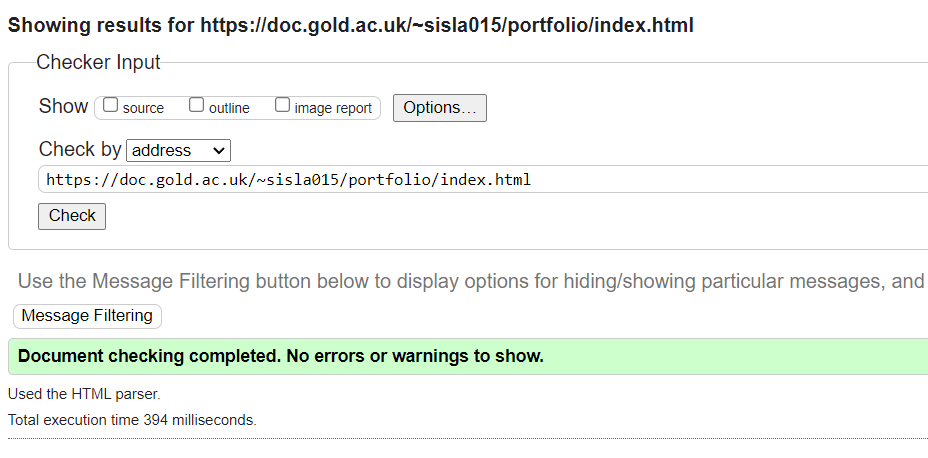 Showing results for https://doc.gold.ac.uk/~sisla015/portfolio/index.html
Checker Input
Show source outline image report Options…
Check by address
https://doc.gold.ac.uk/~sisla015/portfolio/index.html
Check
Use the Message Filtering button below to display options for hiding/showing particular messages, and
Message Filtering
Document checking completed. No errors or warnings to show.
Used the HTML parser.
Total execution time 394 milliseconds.